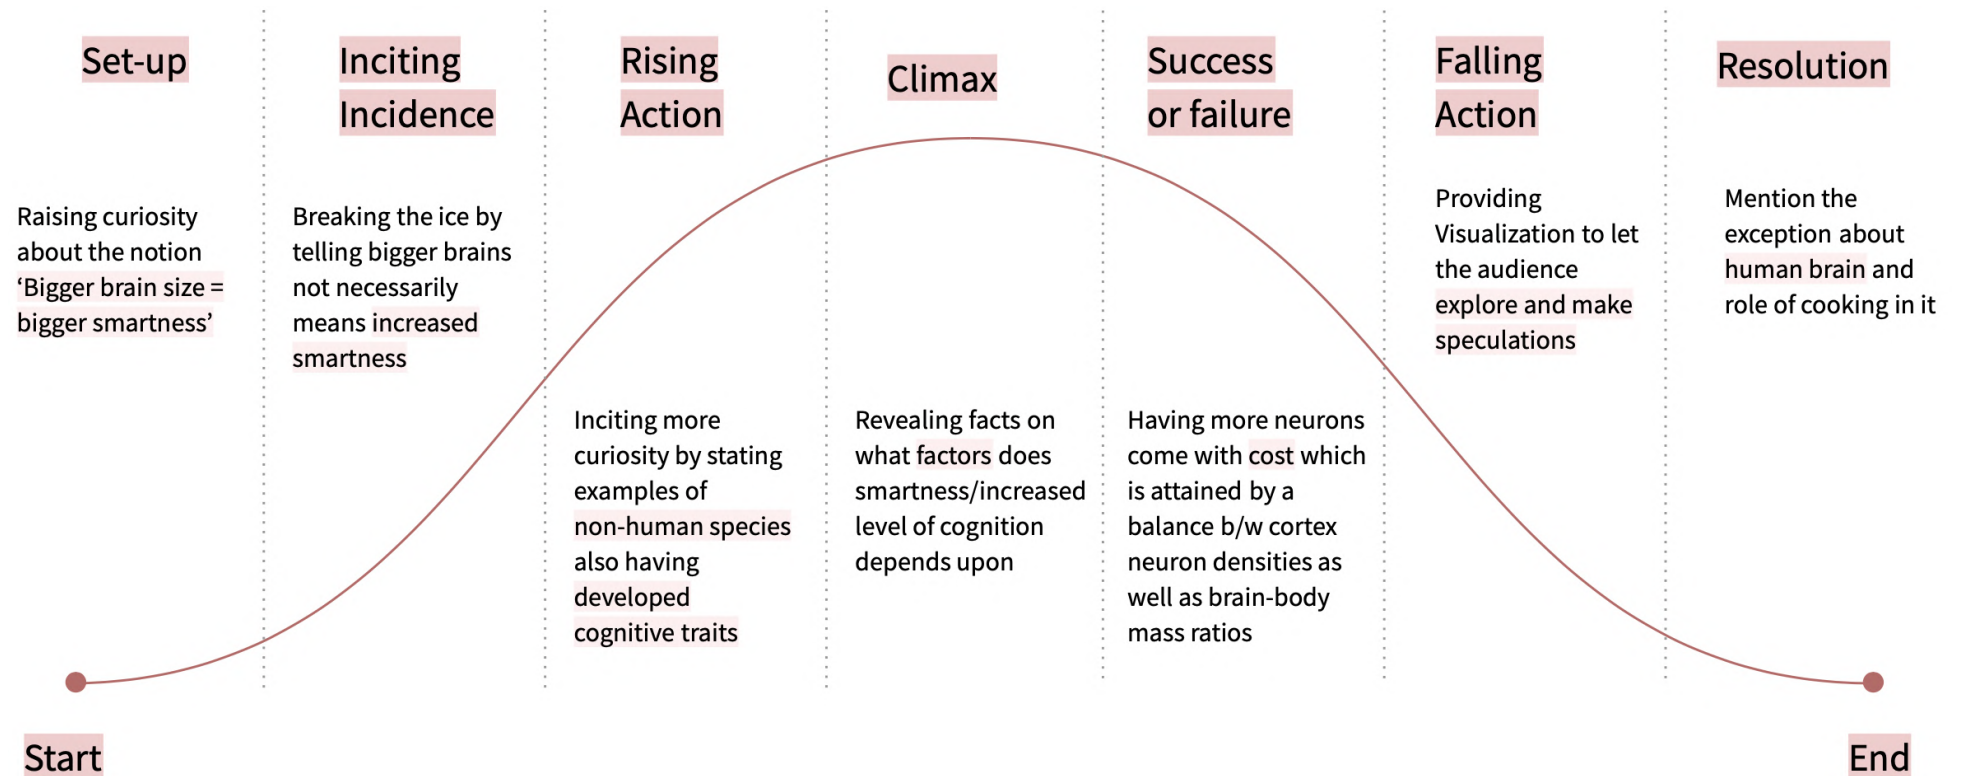 Set-up
Raising curiosity
about the notion
‘Bigger brain size =
bigger smartness’
Inciting
Incidence
Breaking the ice by
telling bigger brains
not necessarily
means increased
smartness
Rising
Action
Inciting more
curiosity by stating
examples of
non-human species
also having
developed
cognitive traits
Climax
Revealing facts on
what factors does
smartness/increased
level of cognition
depends upon
Success
or failure
Having more neurons
come with cost which
is attained by a
balance b/w cortex
neuron densities as
well as brain-body
mass ratios
Falling
Action
Providing
Visualization to let
the audience
explore and make
speculations
Resolution
Mention the
exception about
human brain and
role of cooking in it
Start
End